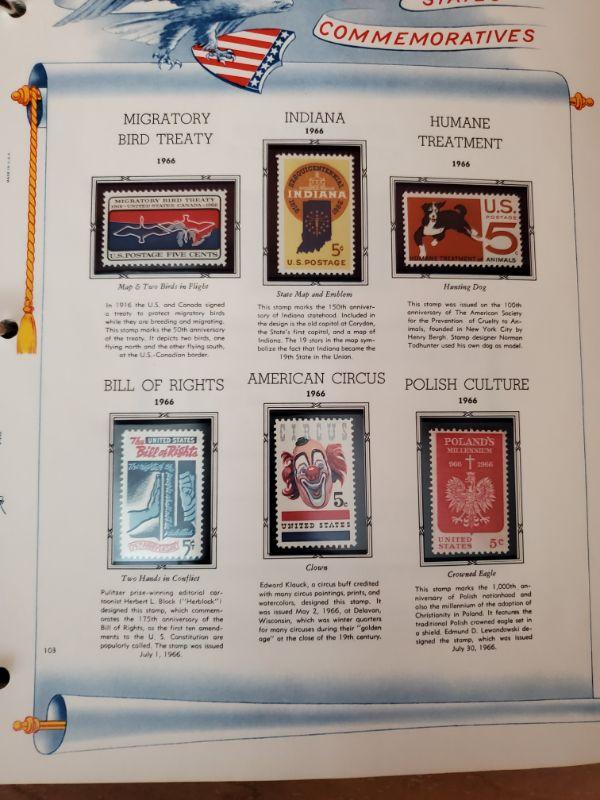 STATES
COMMEMORATIVES
MIGRATORY
BIRD TREATY
1966
MIGRATORY BIRD TREATY
1916 · UNITED STATES · CANADA · 1966
U.S. POSTAGE FIVE CENTS
Map & Two Birds in Flight
In 1916 the U.S. and Canada signed
a treaty to protect migratory birds
while they are breeding and migrating.
This stamp marks the 50th anniversary
of the treaty. It depicts two birds, one
flying north and the other flying south,
at the U.S.-Canadian border.
INDIANA
1966
SESQUICENTENNIAL
INDIANA
5¢
U.S. POSTAGE
State Map and Emblem
This stamp marks the 150th anniver-
sary of Indiana statehood. Included in
the design is the old capitol at Corydon,
the State's first capital, and a map of
Indiana. The 19 stars in the map sym-
bolize the fact that Indiana became the
19th State in the Union.
HUMANE
TREATMENT
1966
U.S.
POSTAGE
5
HUMANE TREATMENT OF ANIMALS
Hunting Dog
This stamp was issued on the 100th
anniversary of The American Society
for the Prevention of Cruelty to Ani-
mals, founded in New York City by
Henry Bergh. Stamp designer Norman
Todhunter used his own dog as model.
BILL OF RIGHTS
1966
The UNITED STATES
Bill of Rights
5¢
Two Hands in Conflict
Pulitzer prize-winning editorial car-
toonist Herbert L. Block ("Herblock")
designed this stamp, which commem-
orates the 175th anniversary of the
Bill of Rights, as the first ten amend-
ments to the U. S. Constitution are
popularly called. The stamp was issued
July 1, 1966.
AMERICAN CIRCUS
1966
CIRCUS
5c
UNITED STATES
Clown
Edward Klauck, a circus buff credited
with many circus paintings, prints, and
watercolors, designed this stamp. It
was issued May 2, 1966, at Delavan,
Wisconsin, which was winter quarters
for many circuses during their "golden
age" at the close of the 19th century.
POLISH CULTURE
1966
POLAND'S
MILLENNIUM
966 1966
UNITED
STATES 5c
Crowned Eagle
This stamp marks the 1,000th an-
niversary of Polish nationhood and
also the millennium of the adoption of
Christianity in Poland. It features the
traditional Polish crowned eagle set in
a shield. Edmund D. Lewandowski de-
signed the stamp, which was issued
July 30, 1966.
103
MADE IN U.S.A.